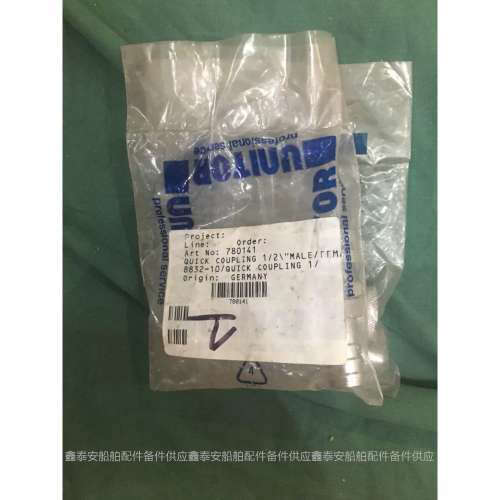 professional service
UNITOR
Project:
Line: Order:
Art No: 780141
QUICK COUPLING 1/2\"MALE/FEMA
8832-10/QUICK COUPLING 1/
Origin: GERMANY
780141
1
4
professional service
鑫泰安船舶配件备件供应鑫泰安船舶配件备件供应鑫泰安船舶配件备件供应